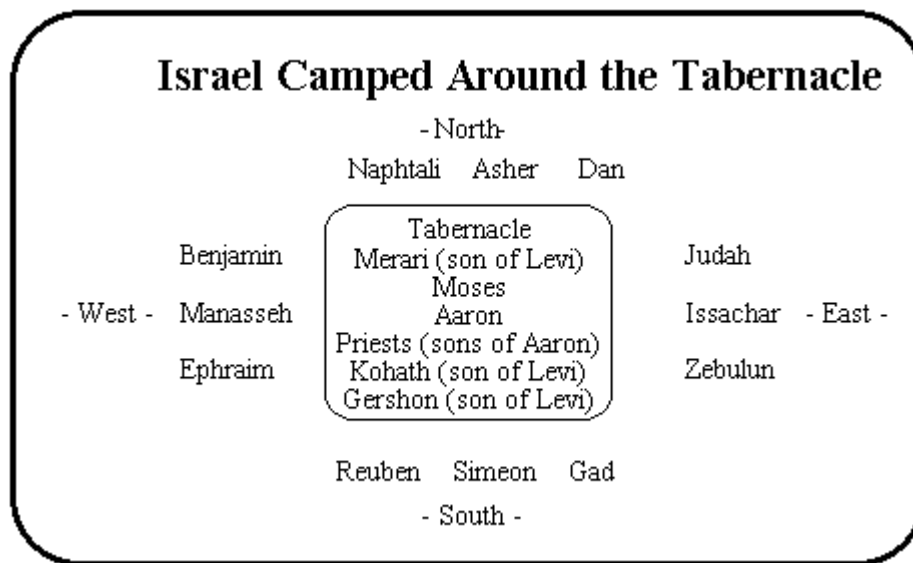 Israel Camped Around the Tabernacle
- North-
Naphtali Asher Dan
Tabernacle
Benjamin Merari (son of Levi) Judah
Moses
- West - Manasseh Aaron Issachar - East -
Priests (sons of Aaron)
Ephraim Kohath (son of Levi) Zebulun
Gershon (son of Levi)
Reuben Simeon Gad
- South -